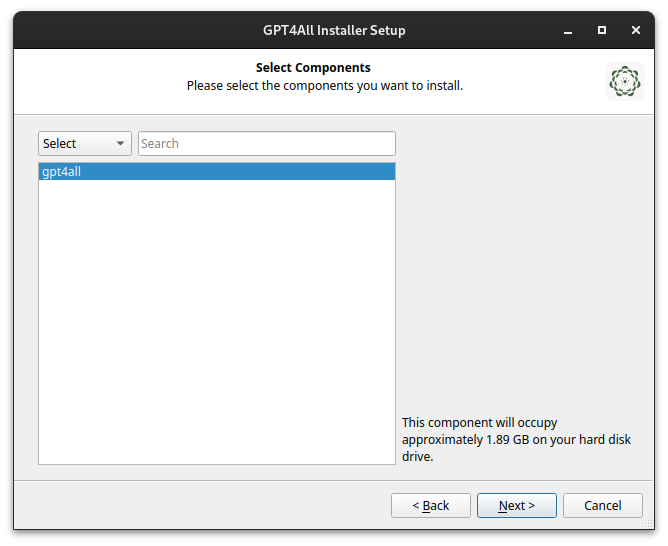 GPT4All Installer Setup
Select Components
Please select the components you want to install.
Select
Search
gpt4all
This component will occupy
approximately 1.89 GB on your hard disk
drive.
< Back
Next >
Cancel